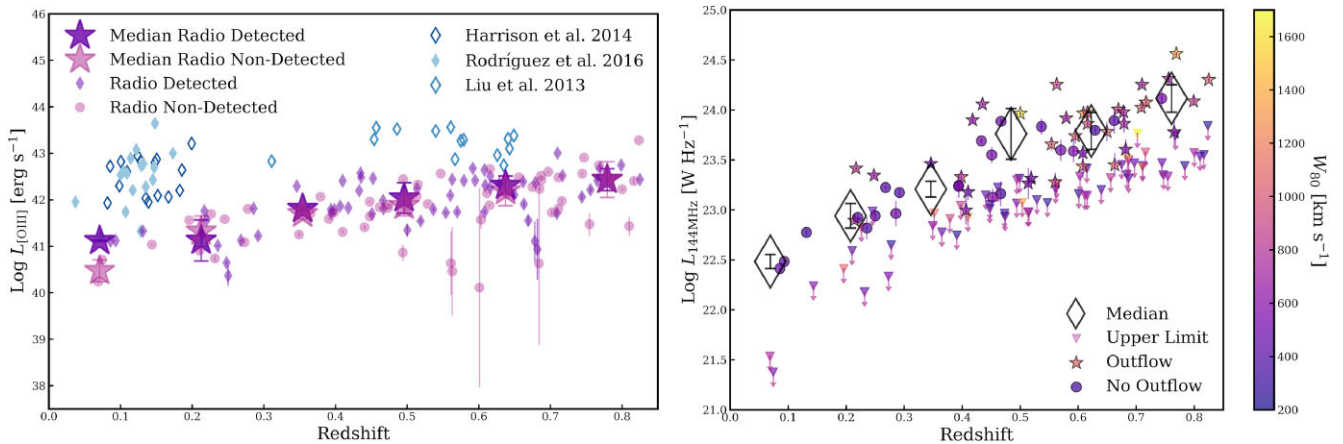 46
45
44
43
42
41
40
39
38
Log L[OIII] [erg s−1]
Median Radio Detected
Median Radio Non-Detected
Radio Detected
Radio Non-Detected
Harrison et al. 2014
Rodríguez et al. 2016
Liu et al. 2013
0.0 0.1 0.2 0.3 0.4 0.5 0.6 0.7 0.8
Redshift
25.0
24.5
24.0
23.5
23.0
22.5
22.0
21.5
21.0
Log L144MHz [W Hz−1]
Median
Upper Limit
Outflow
No Outflow
0.0 0.1 0.2 0.3 0.4 0.5 0.6 0.7 0.8
Redshift
1600
1400
1200
1000
800
600
400
200
W80 [km s−1]